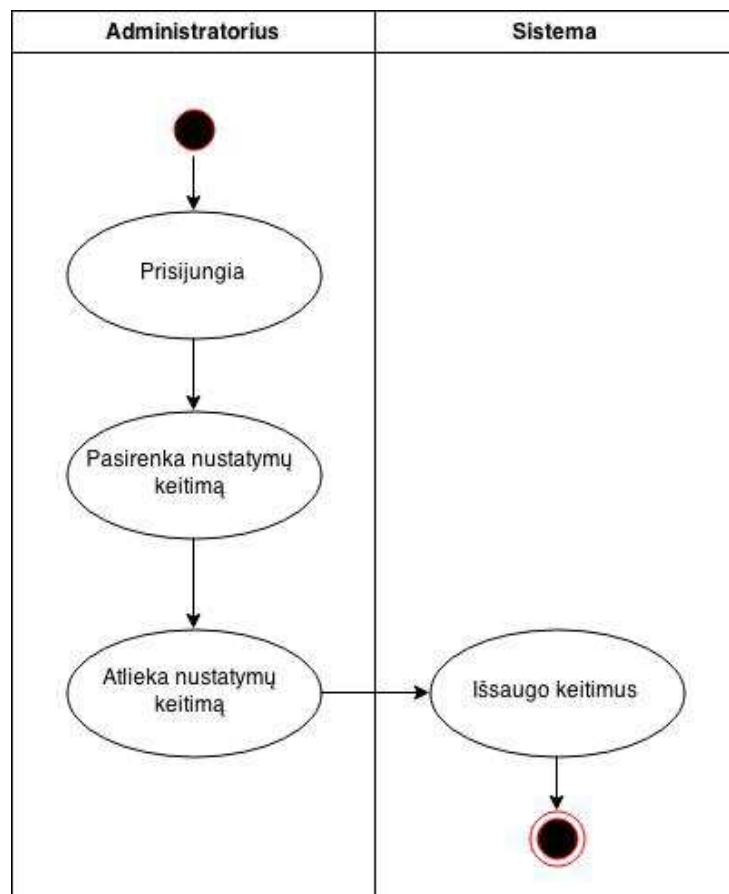 Administratorius
Sistema
Prisijungia
Pasirenka nustatymų
keitimą
Atlieka nustatymų
keitimą
Išsaugo keitimus